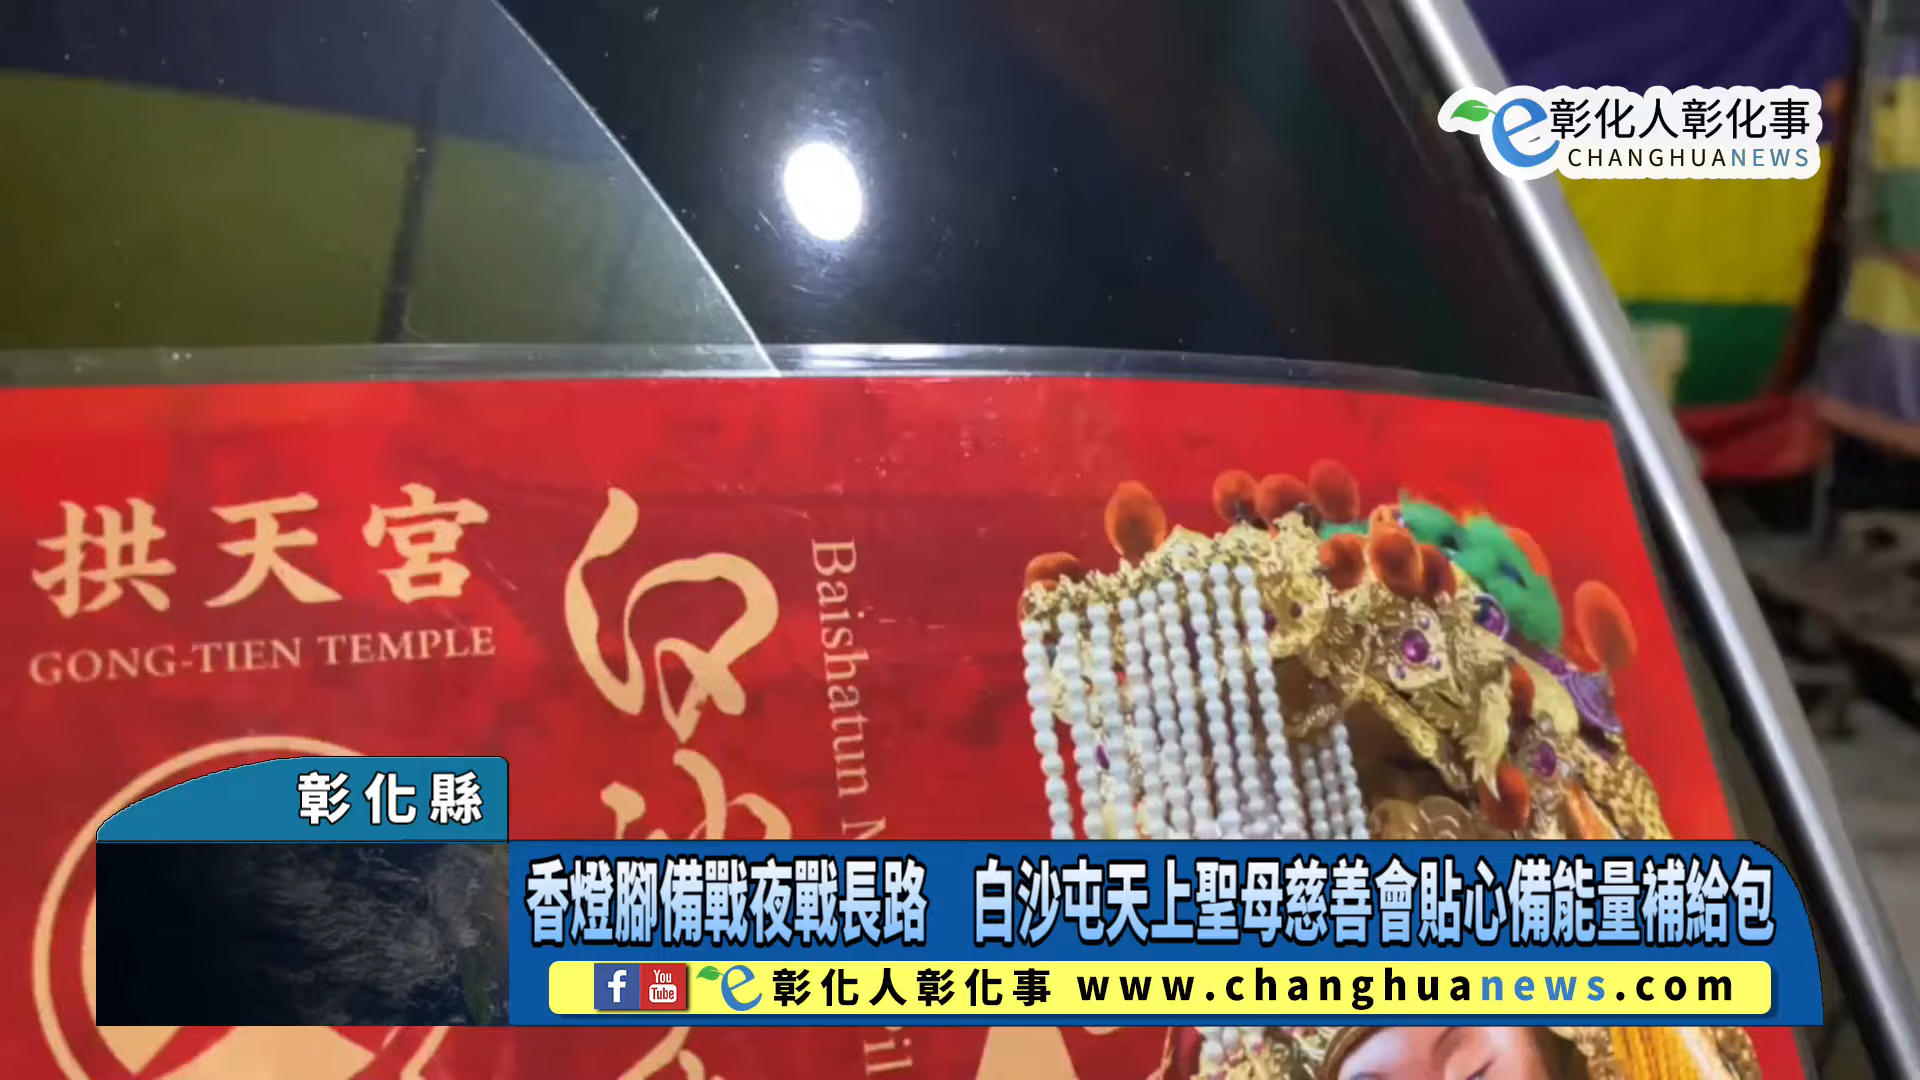 彰化人彰化事
CHANGHUANEWS
拱天宮
GONG-TIEN TEMPLE
白沙
Baishatun
彰化縣
香燈腳備戰夜戰長路 白沙屯天上聖母慈善會貼心備能量補給包
f You Tube e 彰化人彰化事 www.changhuanews.com